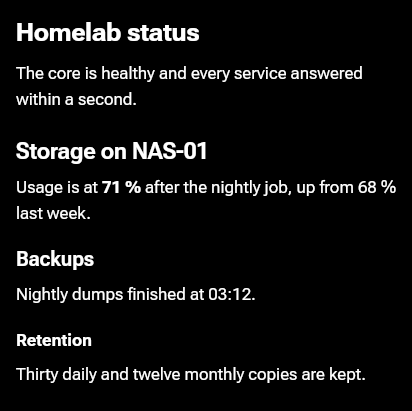 Homelab status
The core is healthy and every service answered
within a second.
Storage on NAS-01
Usage is at 71 % after the nightly job, up from 68 %
last week.
Backups
Nightly dumps finished at 03:12.
Retention
Thirty daily and twelve monthly copies are kept.